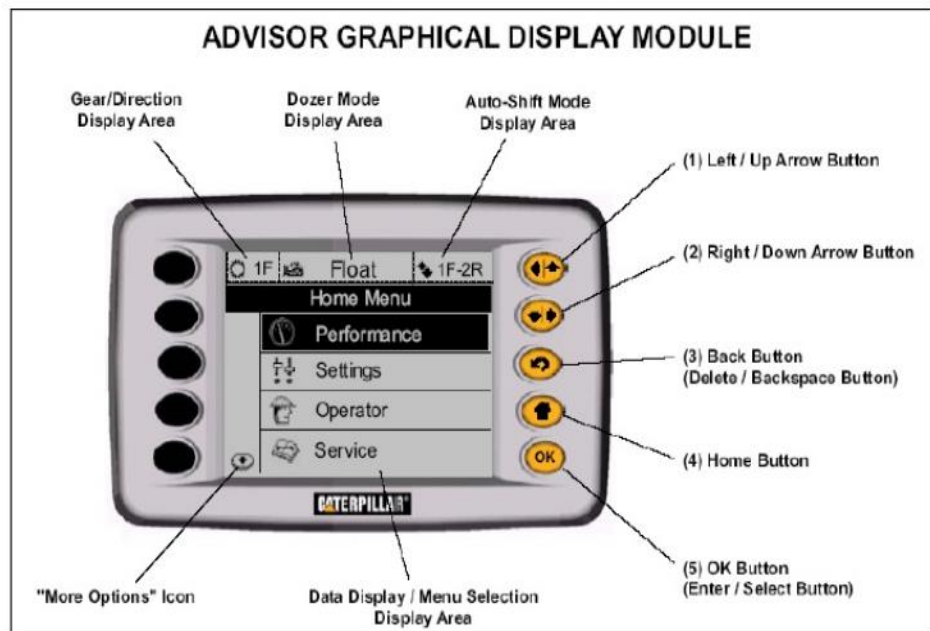 ADVISOR GRAPHICAL DISPLAY MODULE
Gear/Direction
Display Area
Dozer Mode
Display Area
Auto-Shift Mode
Display Area
(1) Left / Up Arrow Button
(2) Right / Down Arrow Button
(3) Back Button
(Delete / Backspace Button)
(4) Home Button
(5) OK Button
(Enter / Select Button)
1F
Float
1F-2R
Home Menu
Performance
Settings
Operator
Service
OK
CATERPILLAR®
"More Options" Icon
Data Display / Menu Selection
Display Area